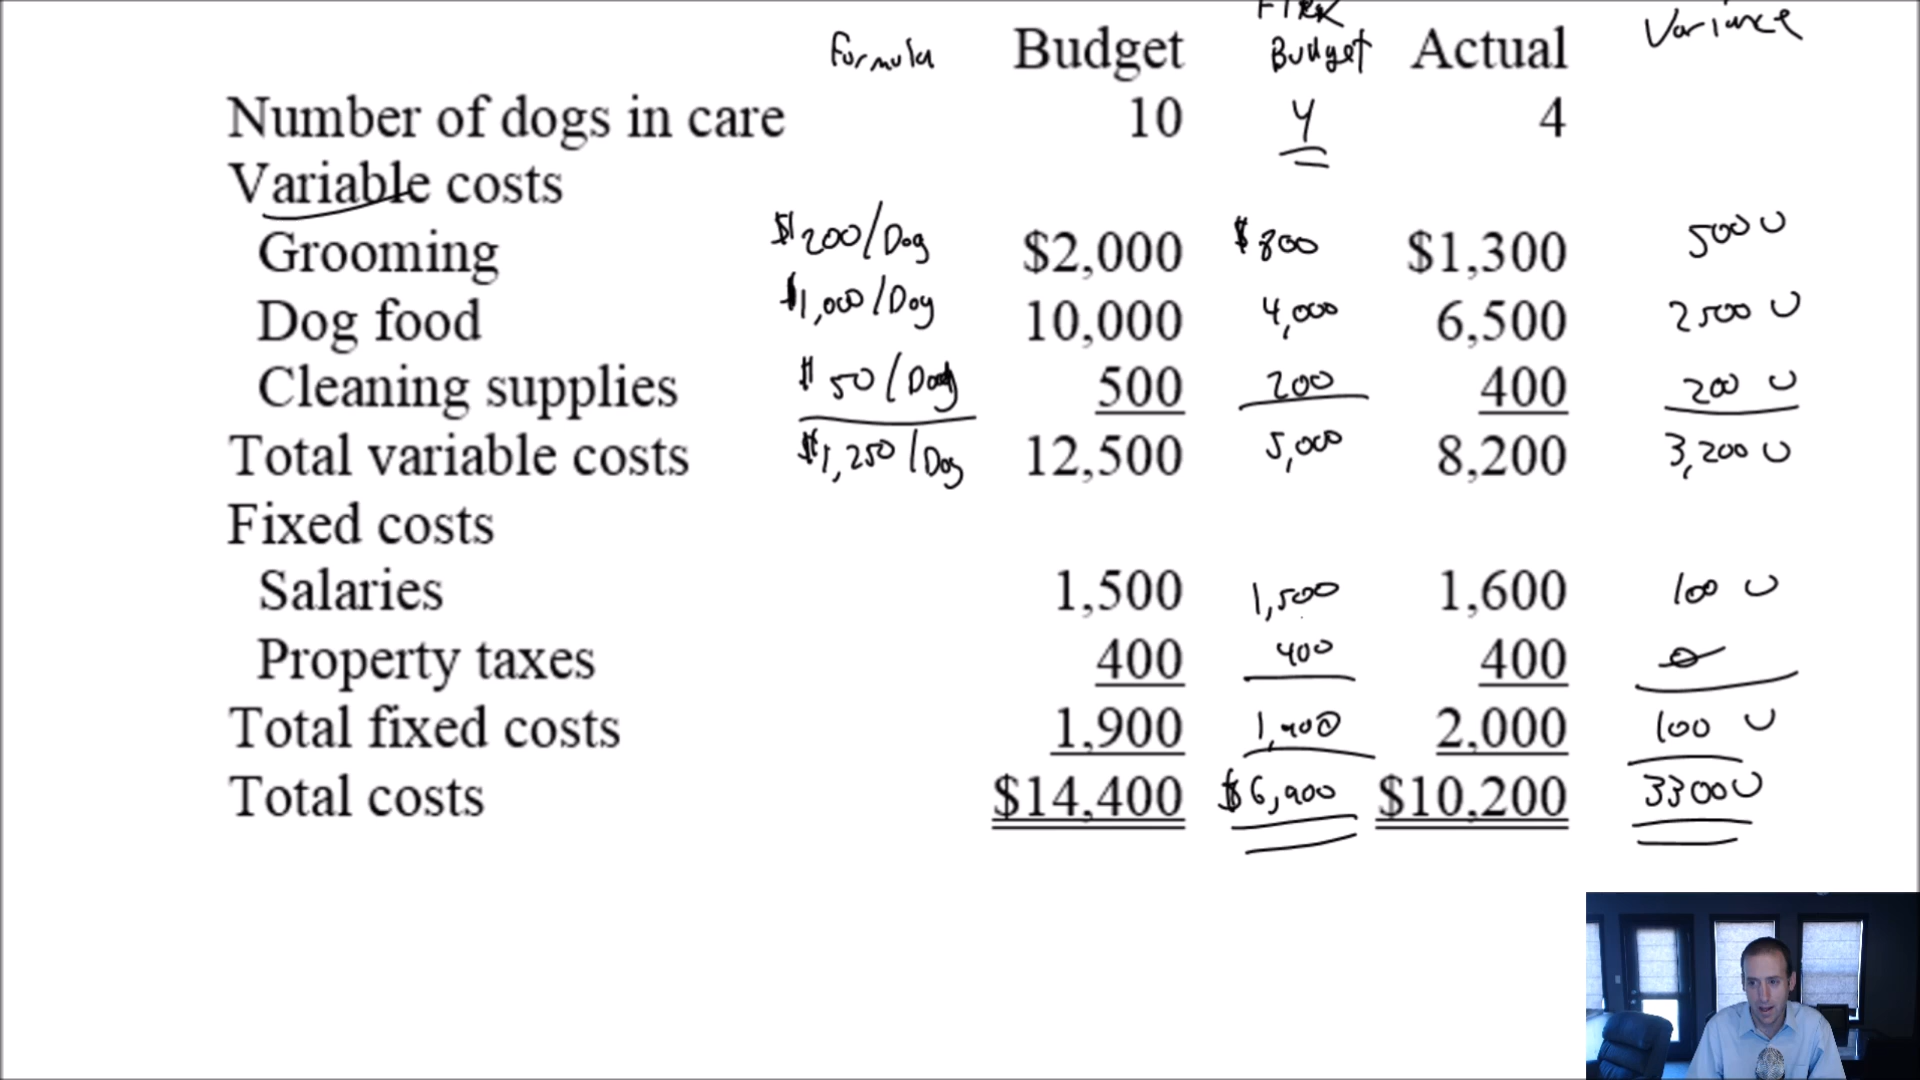 Formula Budget Flex Budget Actual Variance
Number of dogs in care 10 4 4
Variable costs
Grooming $200/Dog $2,000 $800 $1,300 500 U
Dog food $1,000/Dog 10,000 4,000 6,500 2500 U
Cleaning supplies $50/Dog 500 200 400 200 U
Total variable costs $1,250/Dog 12,500 5,000 8,200 3,200 U
Fixed costs
Salaries 1,500 1,500 1,600 100 U
Property taxes 400 400 400 0
Total fixed costs 1,900 1,900 2,000 100 U
Total costs $14,400 $6,900 $10,200 3300 U